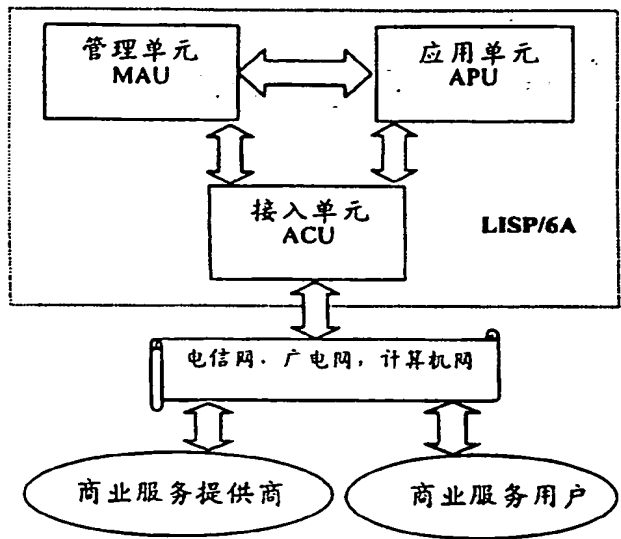 管理单元
MAU
应用单元
APU
接入单元
ACU
LISP/6A
电信网.广电网,计算机网
商业服务提供商
商业服务用户